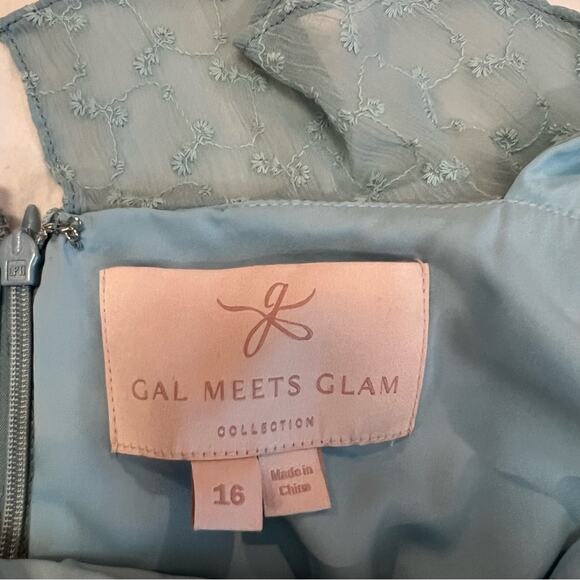 g
GAL MEETS GLAM
COLLECTION
16
Made in
China